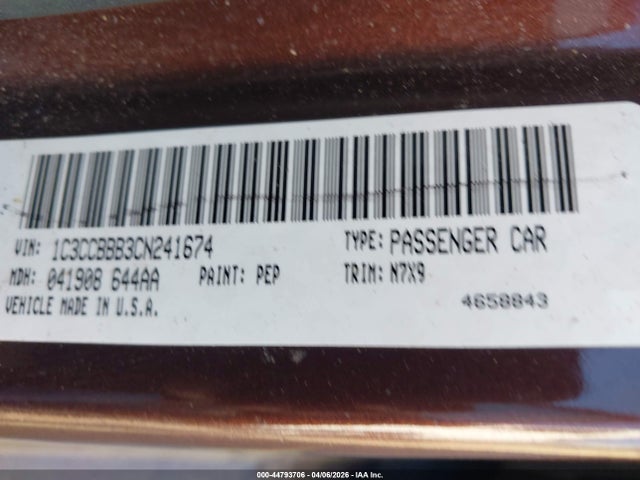 VIN: 1C3CCBBB3CN241674 TYPE: PASSENGER CAR
MDH: 041908 644AA PAINT: PEP TRIM: N7X9
VEHICLE MADE IN U.S.A. 4658843
000-44793706 - 04/06/2026 - IAA Inc.